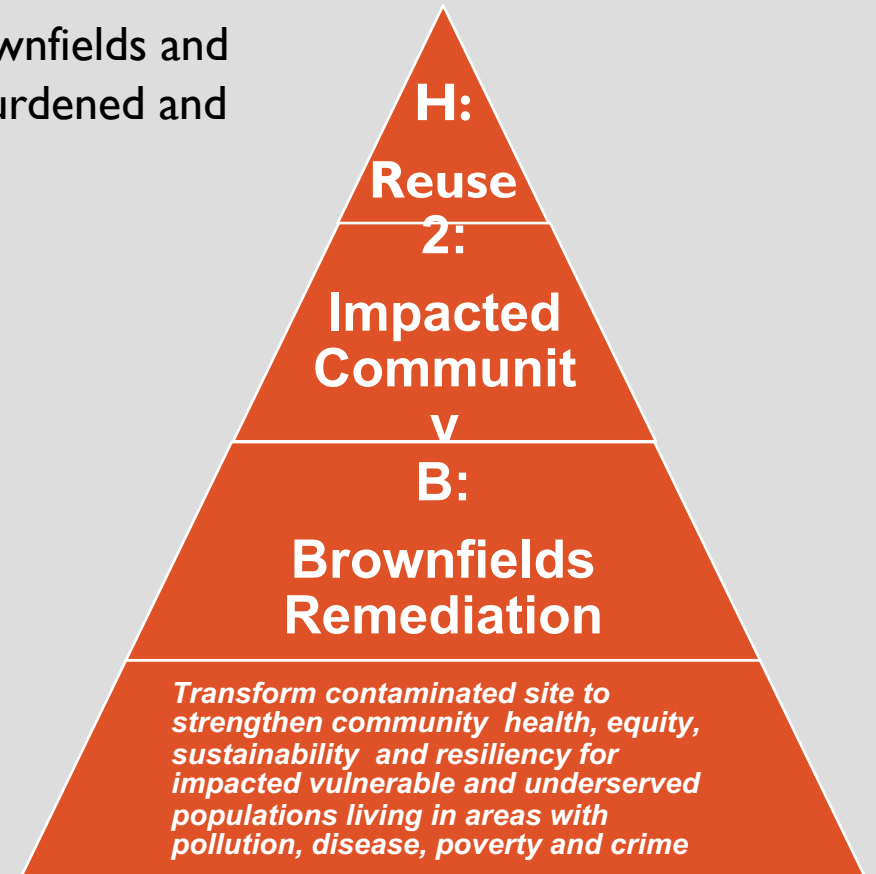 wnfields and
urdened and
H:
Reuse
2:
Impacted
Communit
y
B:
Brownfields
Remediation
Transform contaminated site to
strengthen community health, equity,
sustainability and resiliency for
impacted vulnerable and underserved
populations living in areas with
pollution, disease, poverty and crime